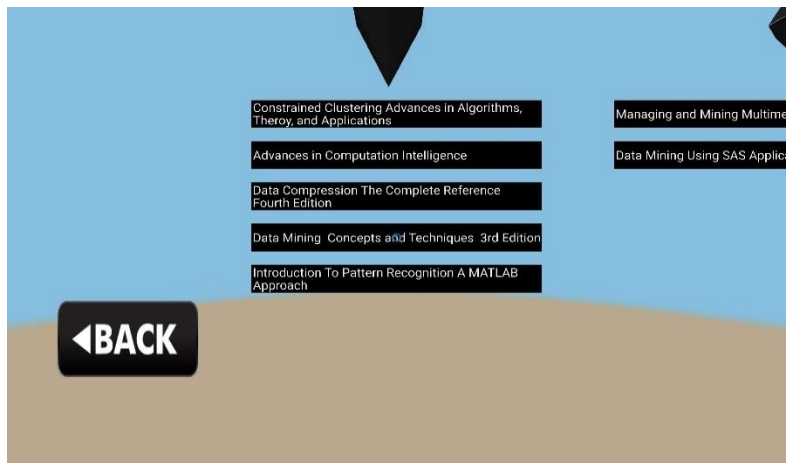 Constrained Clustering Advances in Algorithms,
Theroy, and Applications
Advances in Computation Intelligence
Data Compression The Complete Reference
Fourth Edition
Data Mining Concepts and Techniques 3rd Edition
Introduction To Pattern Recognition A MATLAB
Approach
Managing and Mining Multime
Data Mining Using SAS Applica
BACK